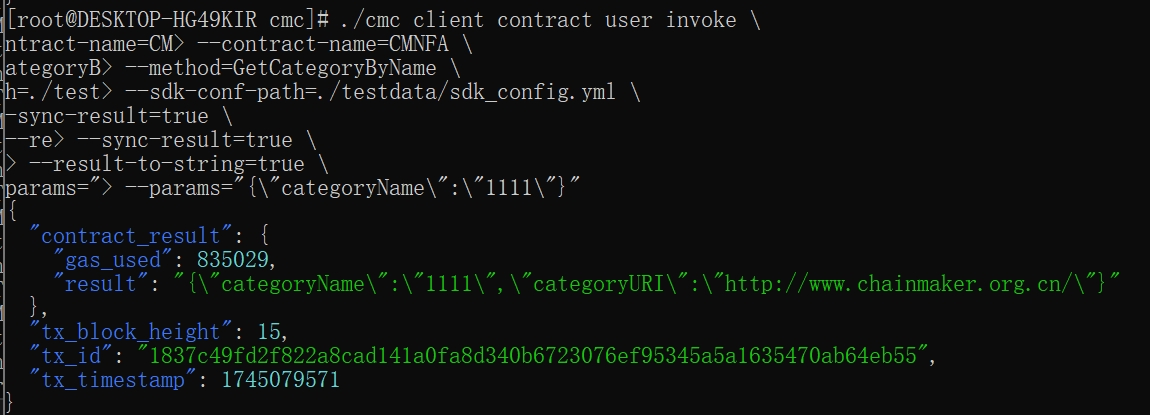 [root@DESKTOP-HG49KIR cmc]# ./cmc client contract user invoke \
ntract-name=CM> --contract-name=CMNFA \
ategoryB> --method=GetCategoryByName \
h=./test> --sdk-conf-path=./testdata/sdk_config.yml \
-sync-result=true \
--re> --sync-result=true \
> --result-to-string=true \
params="> --params="{\"categoryName\":\"1111\"}"
{
  "contract_result": {
    "gas_used": 835029,
    "result": "{\"categoryName\":\"1111\",\"categoryURI\":\"http://www.chainmaker.org.cn/\"}"
  },
  "tx_block_height": 15,
  "tx_id": "1837c49fd2f822a8cad141a0fa8d340b6723076ef95345a5a1635470ab64eb55",
  "tx_timestamp": 1745079571
}